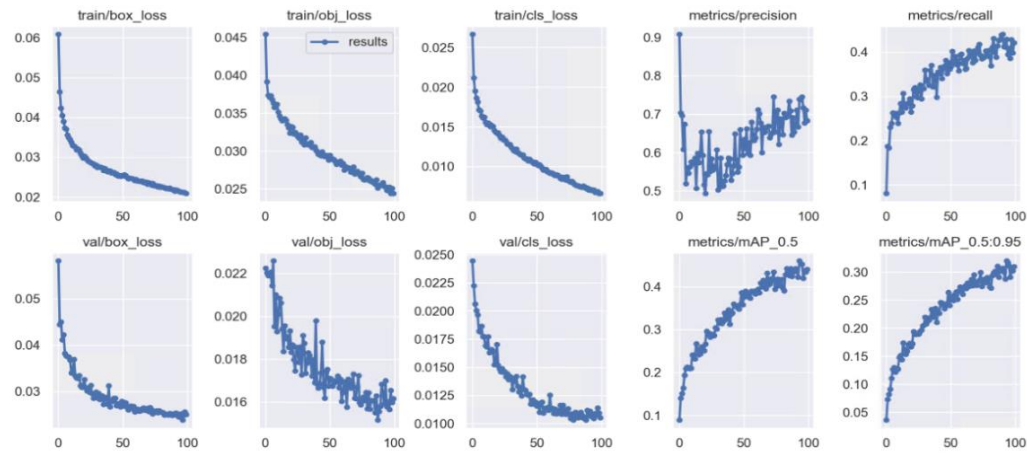 train/box_loss
0.06
0.05
0.04
0.03
0.02
0 50 100
train/obj_loss
results
0.045
0.040
0.035
0.030
0.025
0 50 100
train/cls_loss
0.025
0.020
0.015
0.010
0 50 100
metrics/precision
0.9
0.8
0.7
0.6
0.5
0 50 100
metrics/recall
0.4
0.3
0.2
0.1
0 50 100
val/box_loss
0.05
0.04
0.03
0 50 100
val/obj_loss
0.022
0.020
0.018
0.016
0 50 100
val/cls_loss
0.0250
0.0225
0.0200
0.0175
0.0150
0.0125
0.0100
0 50 100
metrics/mAP_0.5
0.4
0.3
0.2
0.1
0 50 100
metrics/mAP_0.5:0.95
0.30
0.25
0.20
0.15
0.10
0.05
0 50 100